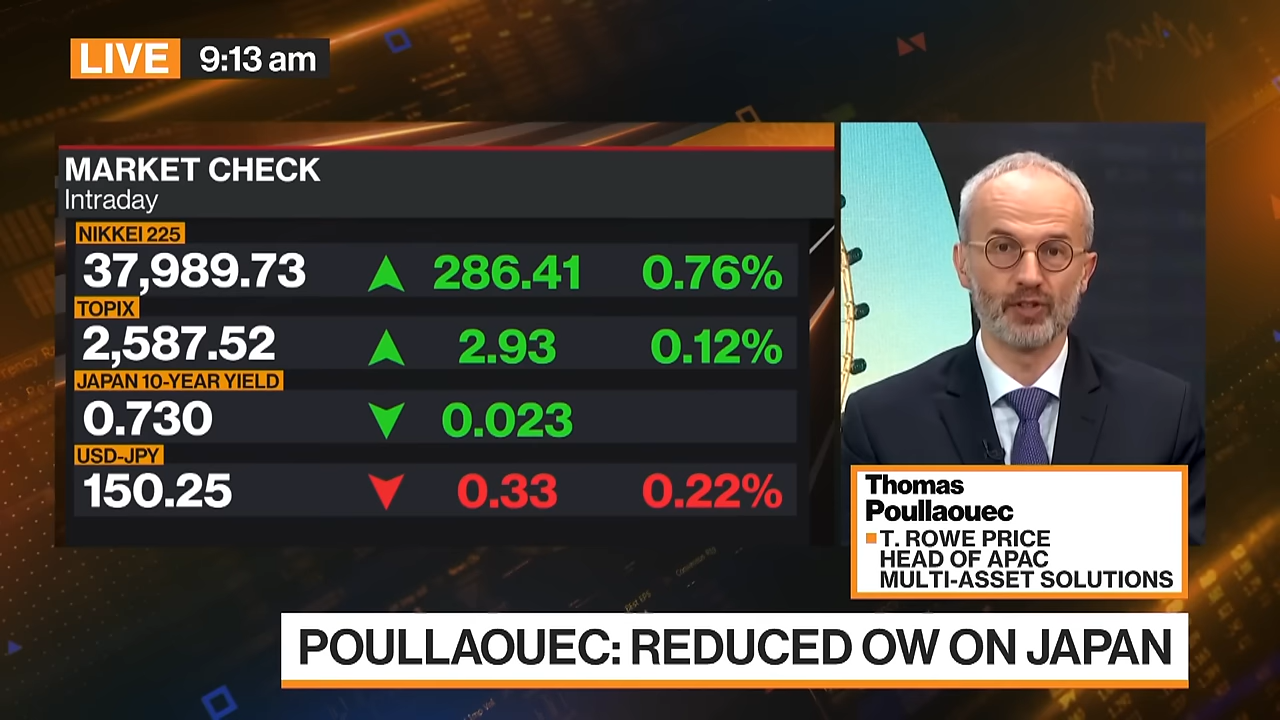 LIVE 9:13 am
MARKET CHECK
Intraday
NIKKEI 225
37,989.73 ▲ 286.41 0.76%
TOPIX
2,587.52 ▲ 2.93 0.12%
JAPAN 10-YEAR YIELD
0.730 ▼ 0.023
USD-JPY
150.25 ▼ 0.33 0.22%
Thomas
Poullaouec
T. ROWE PRICE
HEAD OF APAC
MULTI-ASSET SOLUTIONS
POULLAOUEC: REDUCED OW ON JAPAN